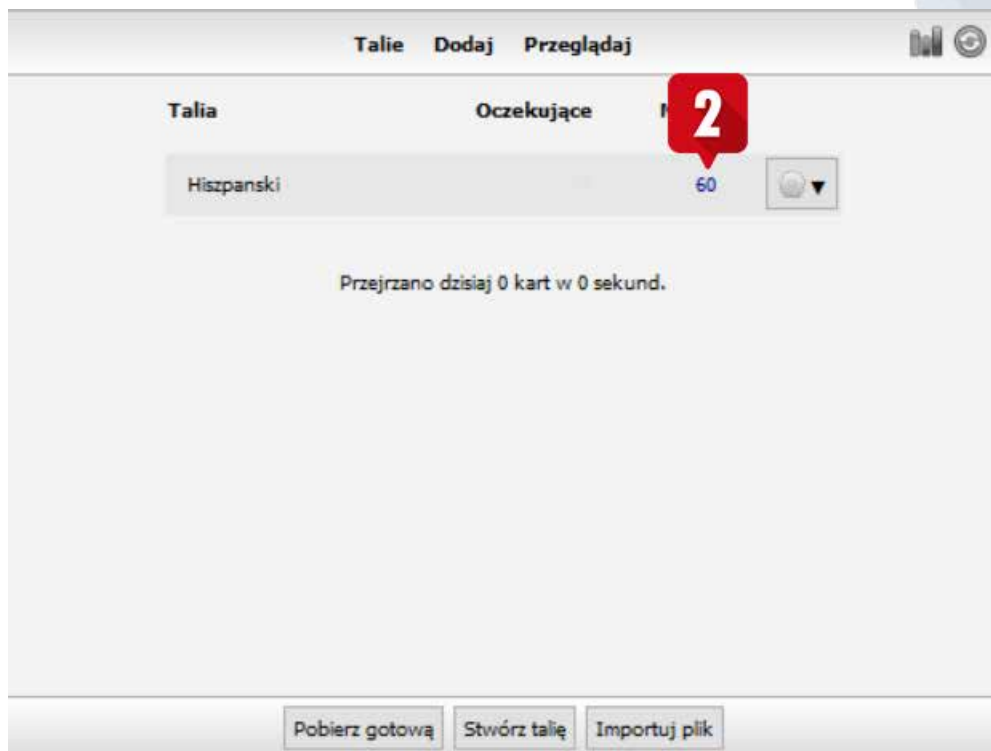 Talie Dodaj Przeglądaj
Talia Oczekujące
2
Hiszpanski 60
Przejrzano dzisiaj 0 kart w 0 sekund.
Pobierz gotową Stwórz talię Importuj plik